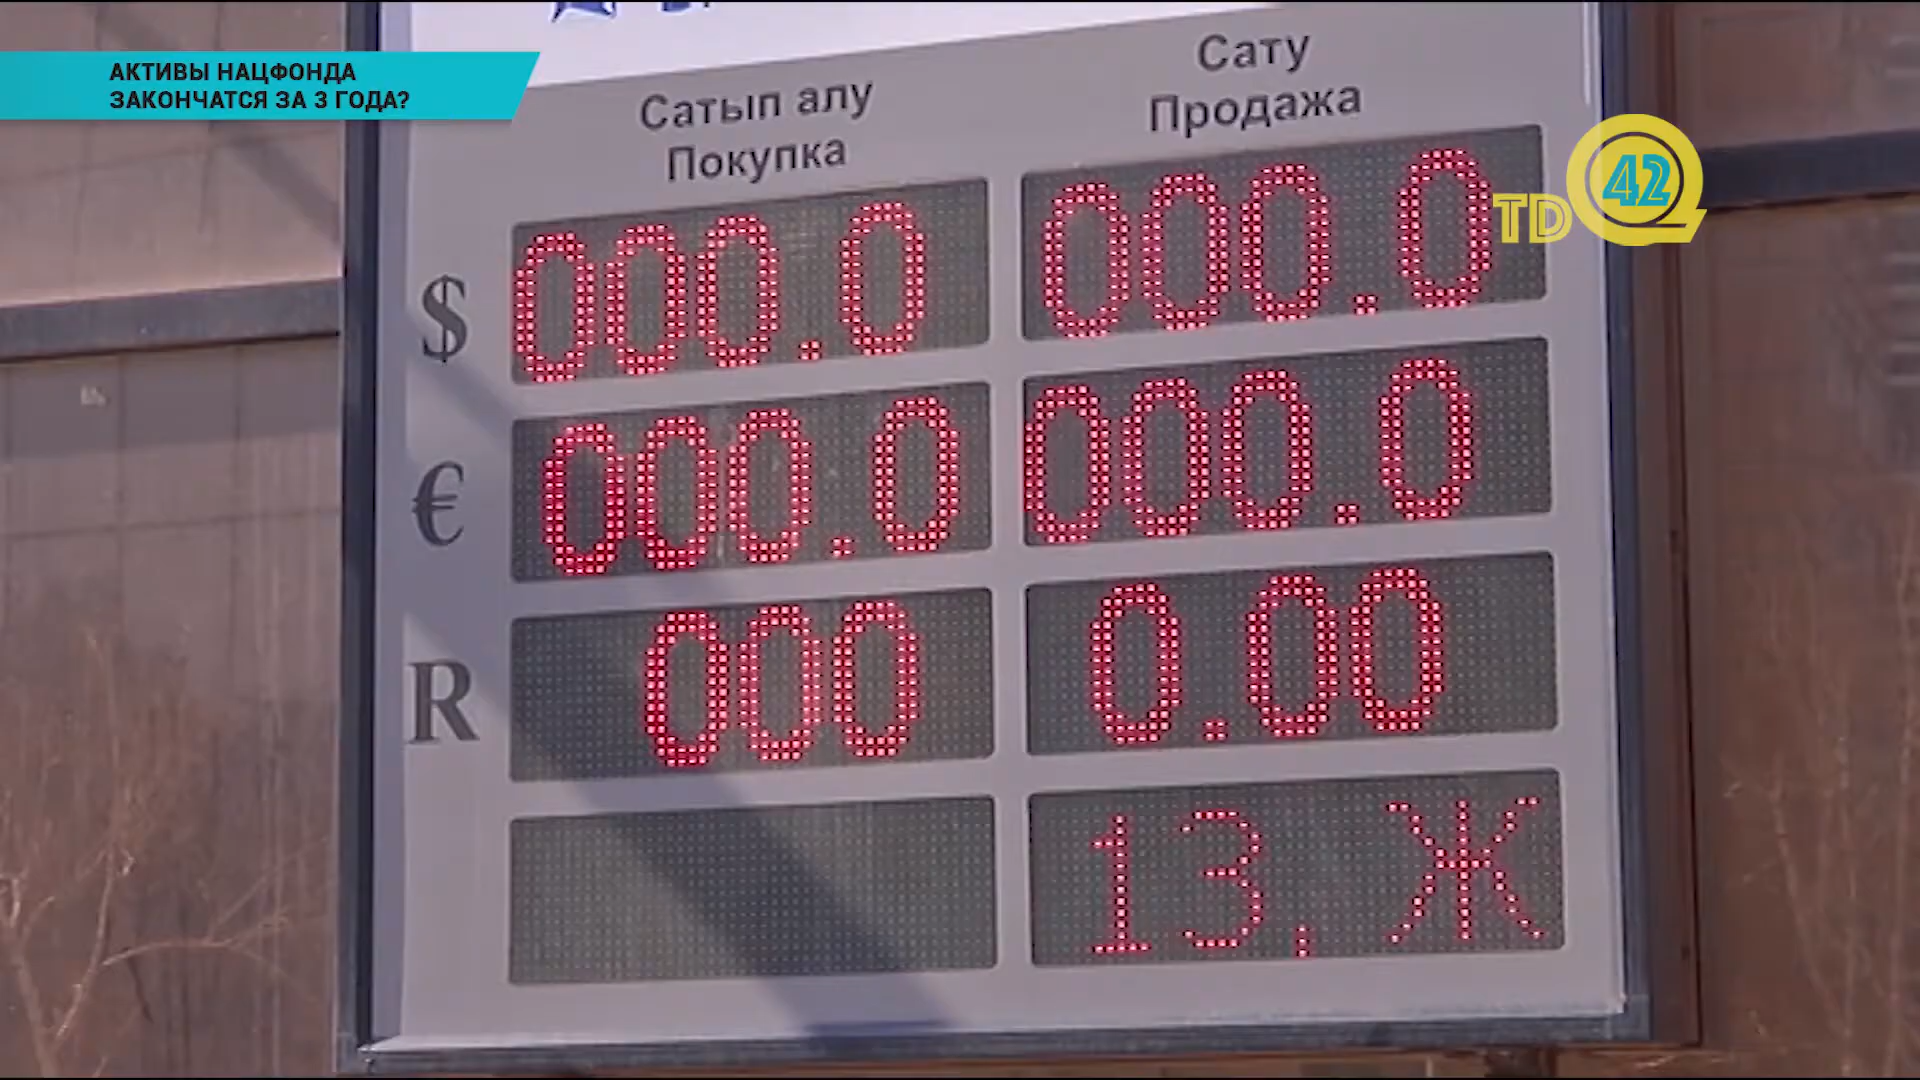 АКТИВЫ НАЦФОНДА
ЗАКОНЧАТСЯ ЗА 3 ГОДА?
Сатып алу
Покупка
Сату
Продажа
TD 42
$ 000.0 000.0
€ 000.0 000.0
R 000 0.00
13, Ж